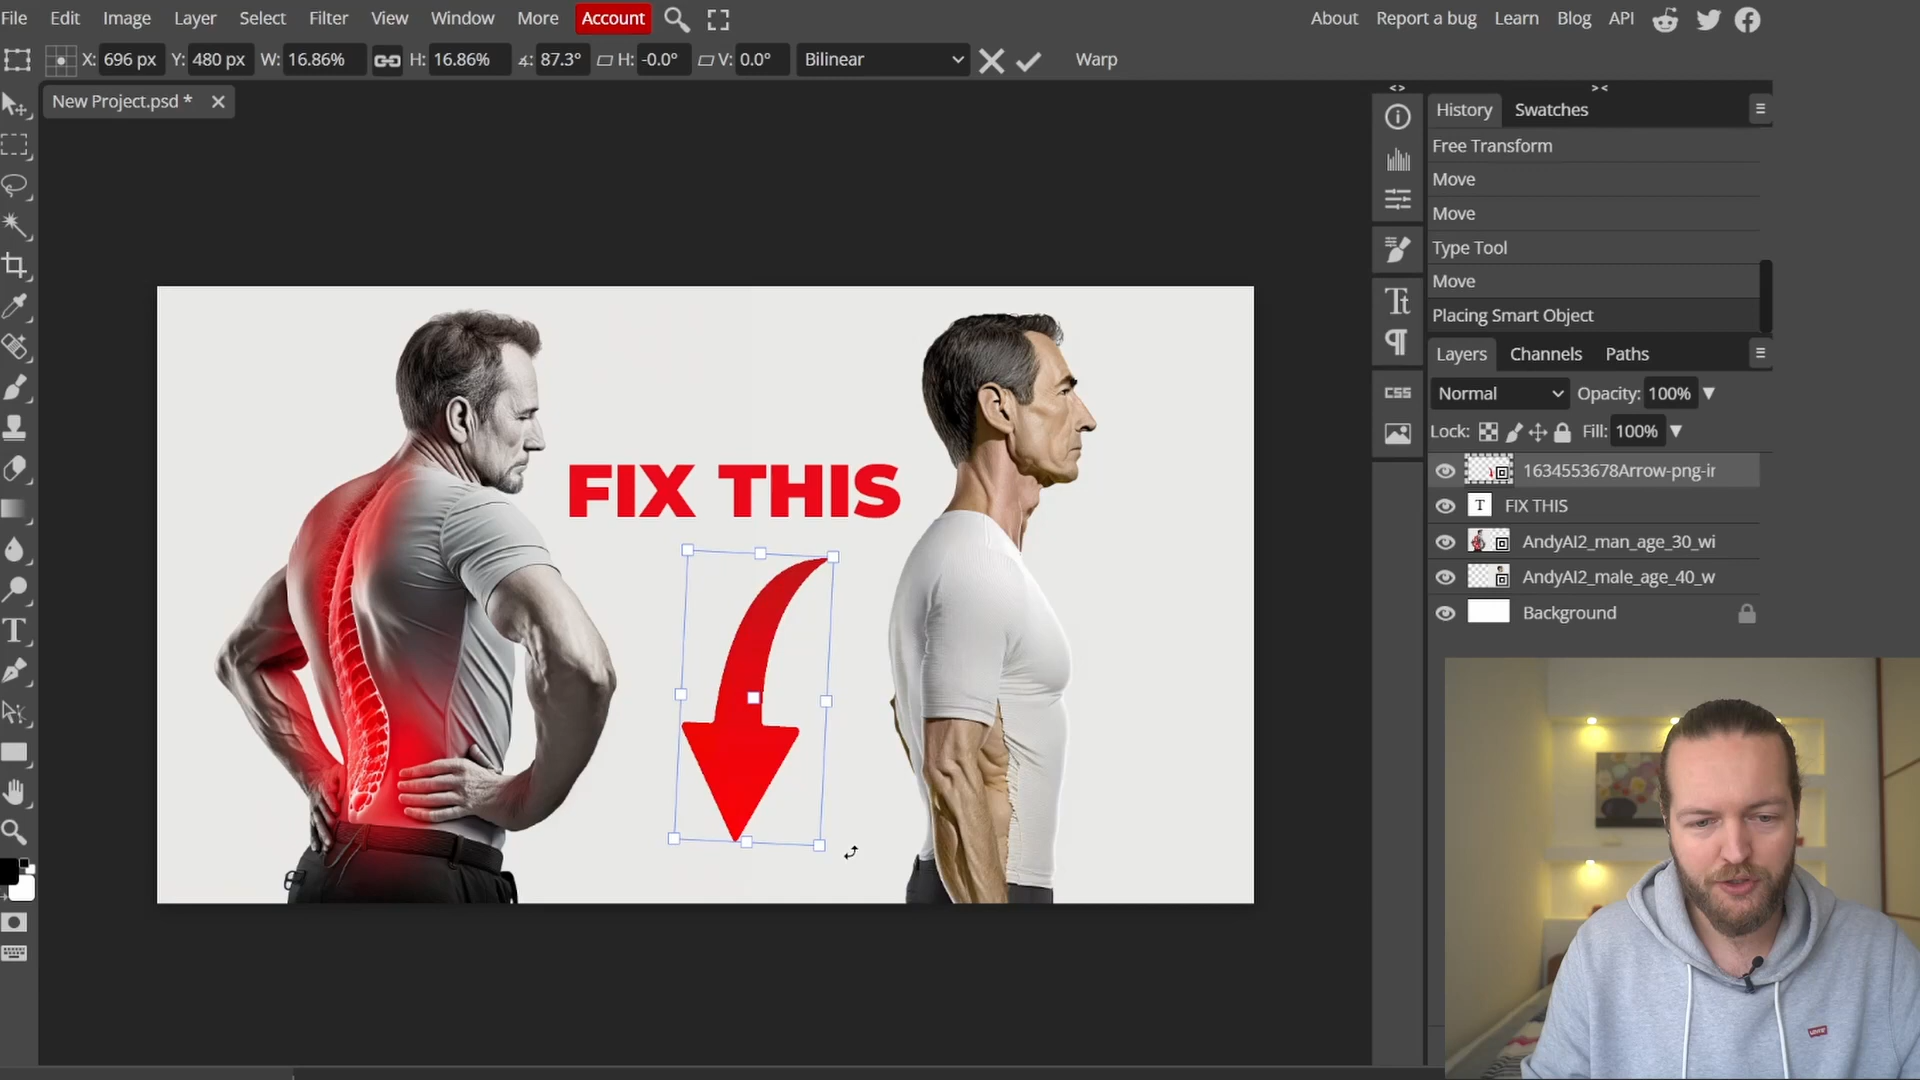 File Edit Image Layer Select Filter View Window More Account
About Report a bug Learn Blog API
X: 696 px Y: 480 px W: 16.86% H: 16.86% ∡: 87.3° H: -0.0° V: 0.0° Bilinear Warp
New Project.psd *
History Swatches
Free Transform
Move
Move
Type Tool
Move
Placing Smart Object
Layers Channels Paths
Normal Opacity: 100%
Lock: Fill: 100%
1634553678Arrow-png-ir
FIX THIS
AndyAI2_man_age_30_wi
AndyAI2_male_age_40_w
Background
CSS
FIX THIS